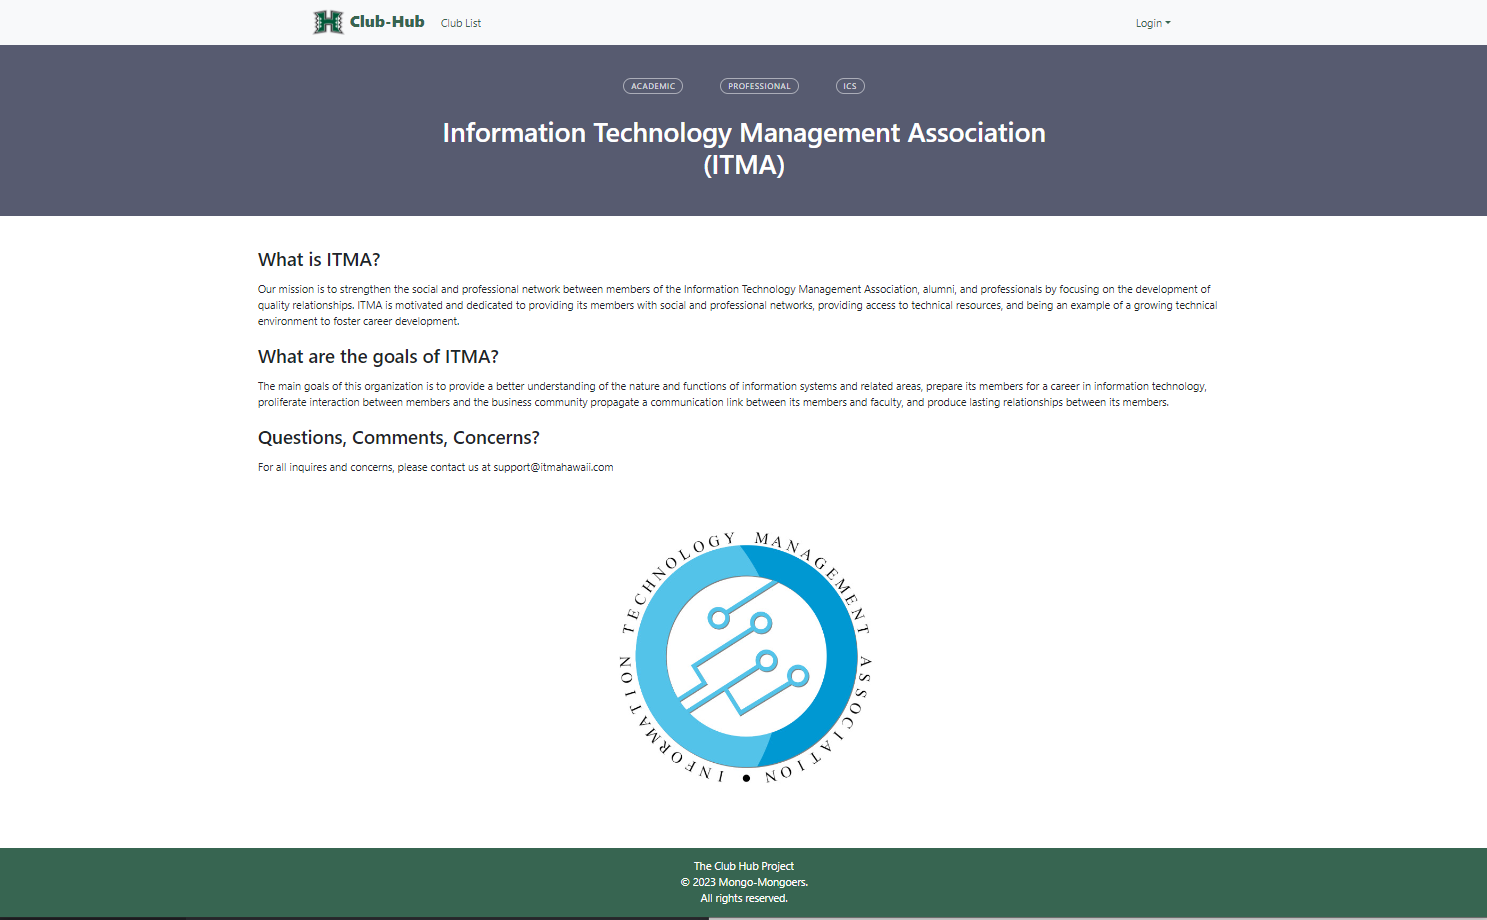 Club-Hub Club List Login
ACADEMIC PROFESSIONAL ICS
Information Technology Management Association
(ITMA)
What is ITMA?
Our mission is to strengthen the social and professional network between members of the Information Technology Management Association, alumni, and professionals by focusing on the development of
quality relationships. ITMA is motivated and dedicated to providing its members with social and professional networks, providing access to technical resources, and being an example of a growing technical
environment to foster career development.
What are the goals of ITMA?
The main goals of this organization is to provide a better understanding of the nature and functions of information systems and related areas, prepare its members for a career in information technology,
proliferate interaction between members and the business community propagate a communication link between its members and faculty, and produce lasting relationships between its members.
Questions, Comments, Concerns?
For all inquires and concerns, please contact us at support@itmahawaii.com
INFORMATION TECHNOLOGY MANAGEMENT ASSOCIATION •
The Club Hub Project
© 2023 Mongo-Mongoers.
All rights reserved.